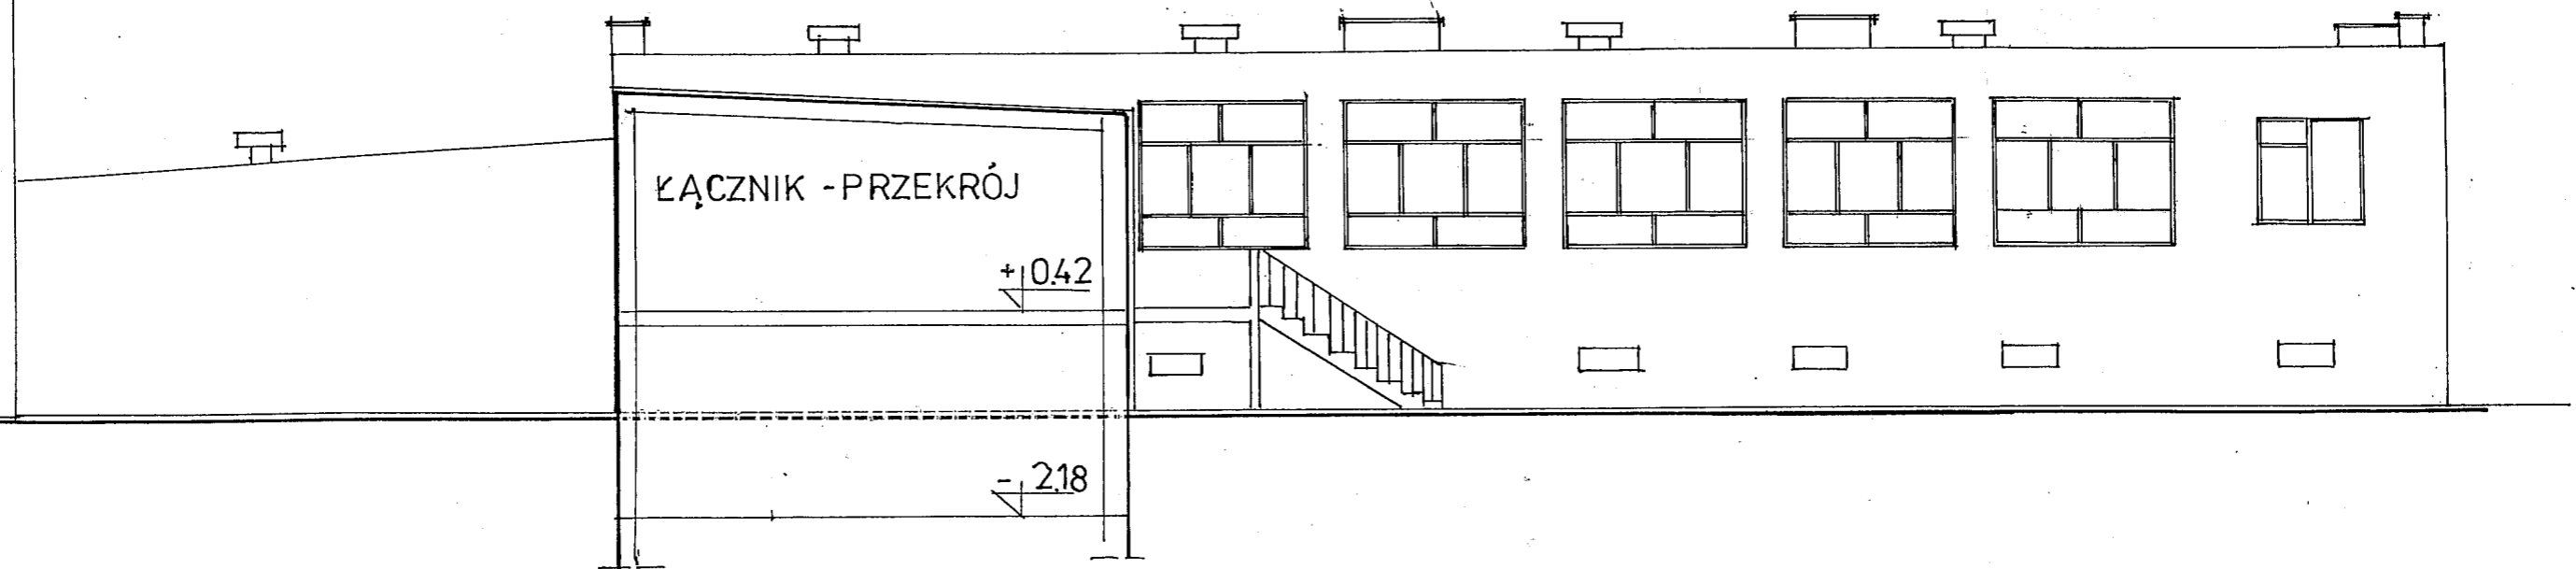 ŁĄCZNIK - PRZEKRÓJ
+ 0.42
- 2.18